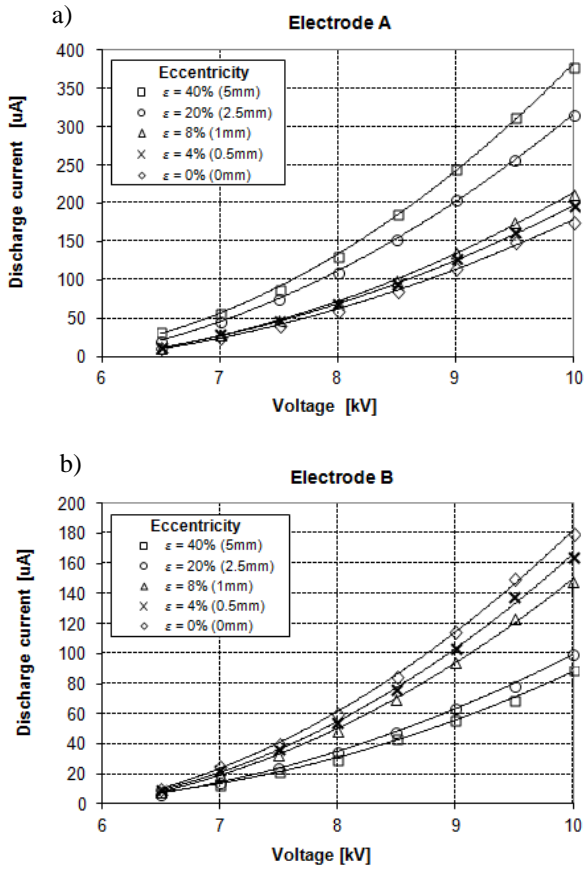 a)
Electrode A
Discharge current [uA]
400
350
300
250
200
150
100
50
0
Eccentricity
ε = 40% (5mm)
ε = 20% (2.5mm)
ε = 8% (1mm)
ε = 4% (0.5mm)
ε = 0% (0mm)
6 7 8 9 10
Voltage [kV]
b)
Electrode B
Discharge current [uA]
200
180
160
140
120
100
80
60
40
20
0
Eccentricity
ε = 40% (5mm)
ε = 20% (2.5mm)
ε = 8% (1mm)
ε = 4% (0.5mm)
ε = 0% (0mm)
6 7 8 9 10
Voltage [kV]